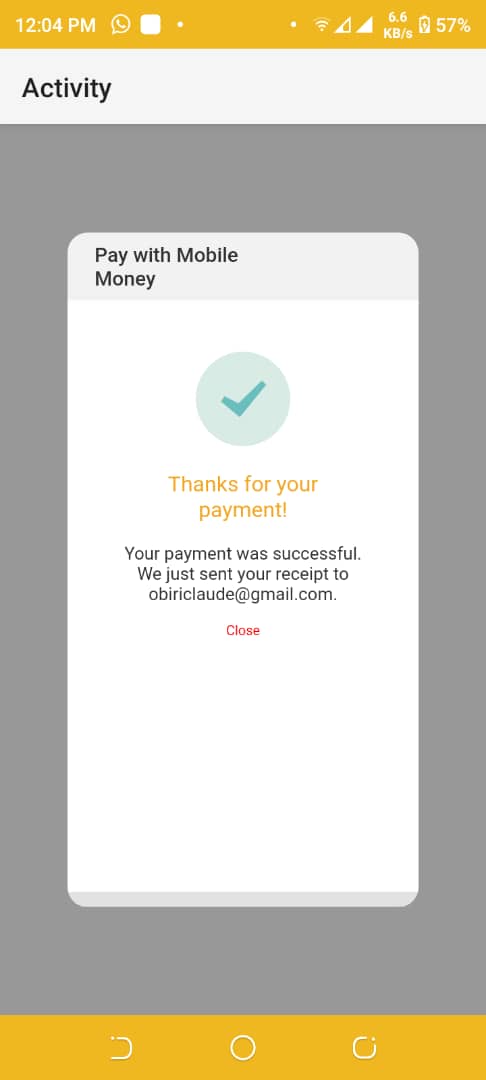 12:04 PM
6.6
KB/s
57%
Activity
Pay with Mobile
Money
Thanks for your
payment!
Your payment was successful.
We just sent your receipt to
obiriclaude@gmail.com.
Close